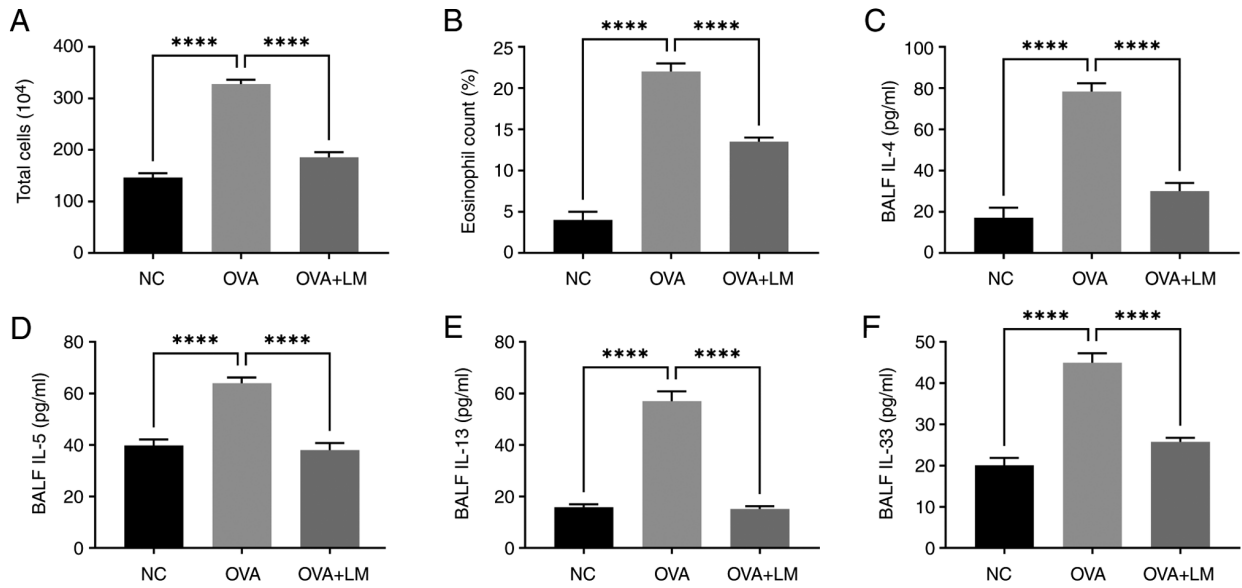 A
Total cells (10⁴)
400
300
200
100
0
**** ****
NC OVA OVA+LM
B
Eosinophil count (%)
25
20
15
10
5
0
**** ****
NC OVA OVA+LM
C
BALF IL-4 (pg/ml)
100
80
60
40
20
0
**** ****
NC OVA OVA+LM
D
BALF IL-5 (pg/ml)
80
60
40
20
0
**** ****
NC OVA OVA+LM
E
BALF IL-13 (pg/ml)
80
60
40
20
0
**** ****
NC OVA OVA+LM
F
BALF IL-33 (pg/ml)
50
40
30
20
10
0
**** ****
NC OVA OVA+LM